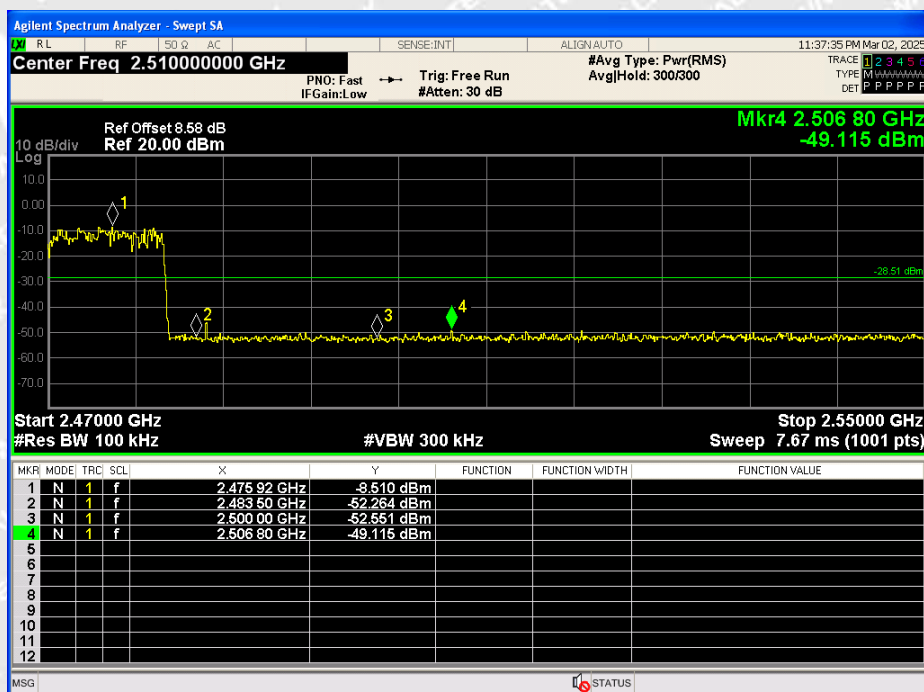 Agilent Spectrum Analyzer - Swept SA
LXI RL RF 50 Ω AC SENSE:INT ALIGN AUTO 11:37:35 PM Mar 02, 2025
Center Freq 2.510000000 GHz #Avg Type: Pwr(RMS) TRACE 1 2 3 4 5 6
PNO: Fast Trig: Free Run Avg|Hold: 300/300 TYPE M
IFGain:Low #Atten: 30 dB DET P P P P P P
Mkr4 2.506 80 GHz
Ref Offset 8.58 dB
-49.115 dBm
10 dB/div Ref 20.00 dBm
Log
10.0
0.00
1
-10.0
-20.0
-28.51 dBm
-30.0
-40.0
2 3 4
-50.0
-60.0
-70.0
Start 2.47000 GHz Stop 2.55000 GHz
#Res BW 100 kHz #VBW 300 kHz Sweep 7.67 ms (1001 pts)
MKR MODE TRC SCL X Y FUNCTION FUNCTION WIDTH FUNCTION VALUE
1 N 1 f 2.475 92 GHz -8.510 dBm
2 N 1 f 2.483 50 GHz -52.264 dBm
3 N 1 f 2.500 00 GHz -52.551 dBm
4 N 1 f 2.506 80 GHz -49.115 dBm
5
6
7
8
9
10
11
12
MSG STATUS